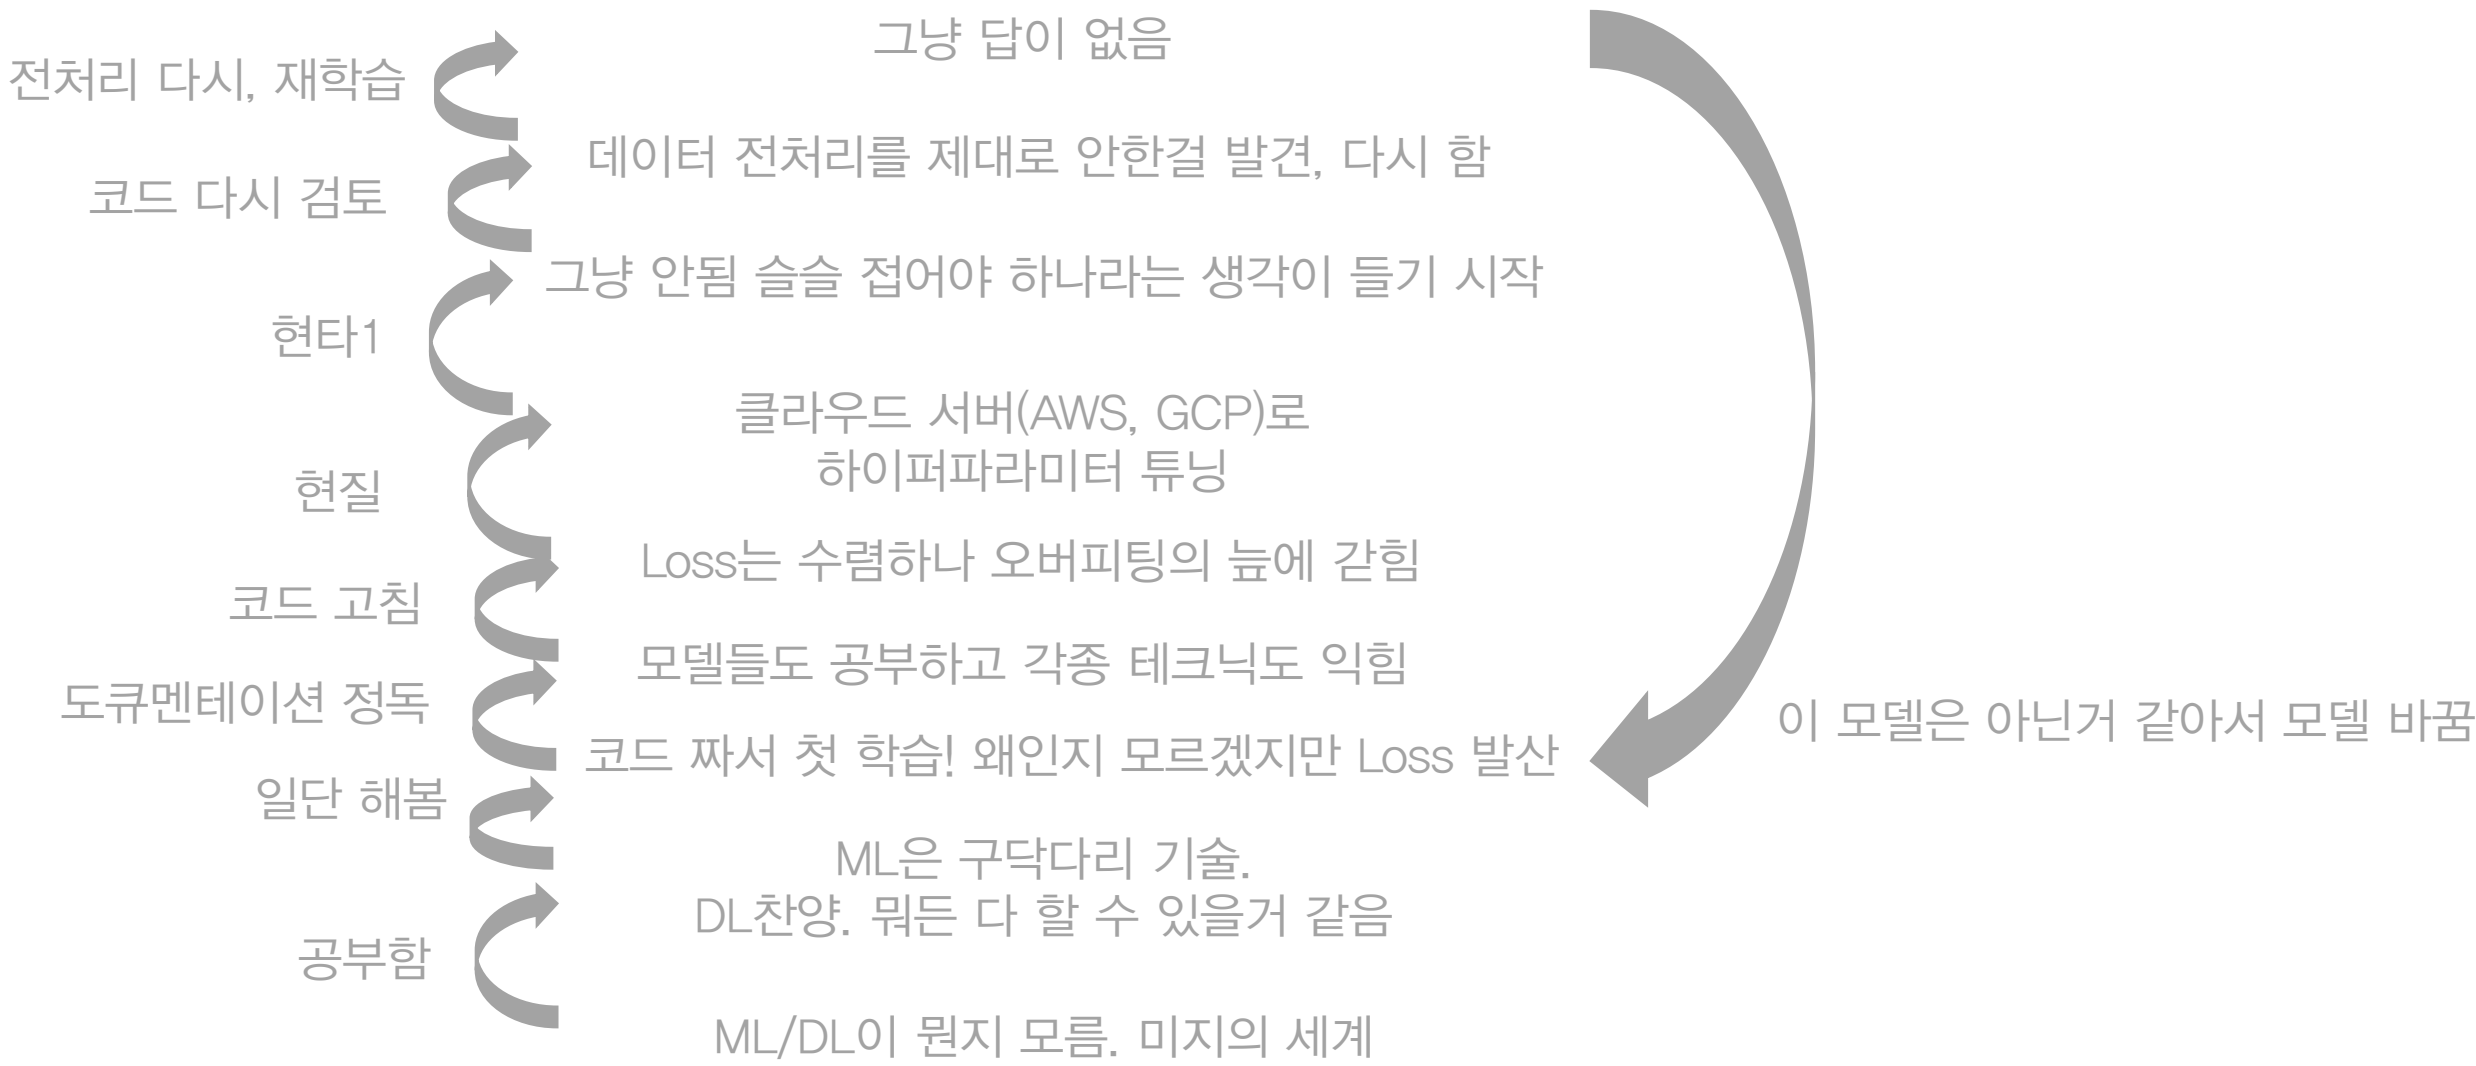 그냥 답이 없음
전처리 다시, 재학습
데이터 전처리를 제대로 안한걸 발견, 다시 함
코드 다시 검토
그냥 안됨 슬슬 접어야 하나라는 생각이 들기 시작
현타1
클라우드 서버(AWS, GCP)로
하이퍼파라미터 튜닝
현질
Loss는 수렴하나 오버피팅의 늪에 갇힘
코드 고침
모델들도 공부하고 각종 테크닉도 익힘
도큐멘테이션 정독
이 모델은 아닌거 같아서 모델 바꿈
코드 짜서 첫 학습! 왜인지 모르겠지만 Loss 발산
일단 해봄
ML은 구닥다리 기술.
DL찬양. 뭐든 다 할 수 있을거 같음
공부함
ML/DL이 뭔지 모름. 미지의 세계